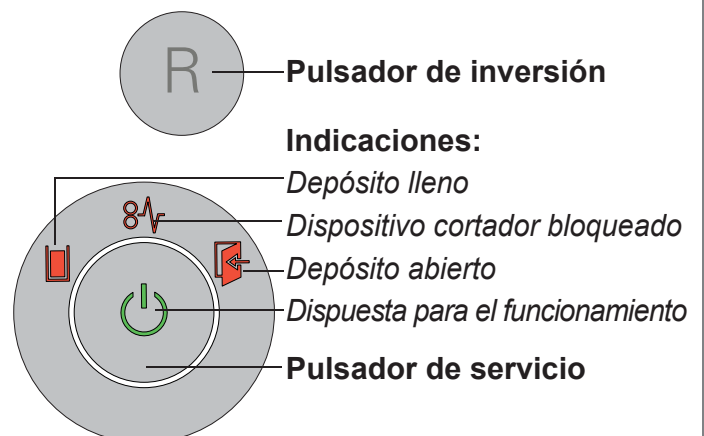 R
Pulsador de inversión
Indicaciones:
Depósito lleno
Dispositivo cortador bloqueado
Depósito abierto
Dispuesta para el funcionamiento
Pulsador de servicio